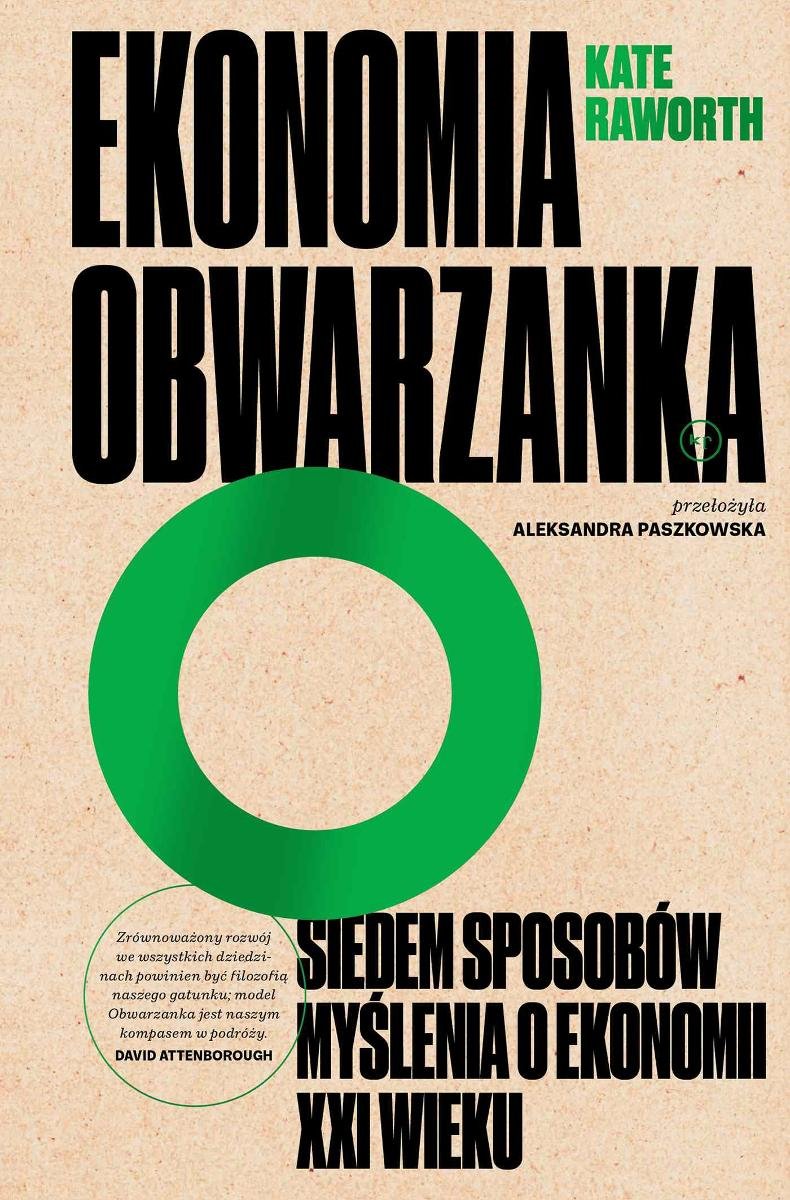 EKONOMIA
KATE
RAWORTH
OBWARZANKA
kp
przełożyła
ALEKSANDRA PASZKOWSKA
Zrównoważony rozwój
we wszystkich dziedzi-
nach powinien być filozofią
naszego gatunku; model
Obwarzanka jest naszym
kompasem w podróży.
DAVID ATTENBOROUGH
SIEDEM SPOSOBÓW
MYŚLENIA O EKONOMII
XXI WIEKU